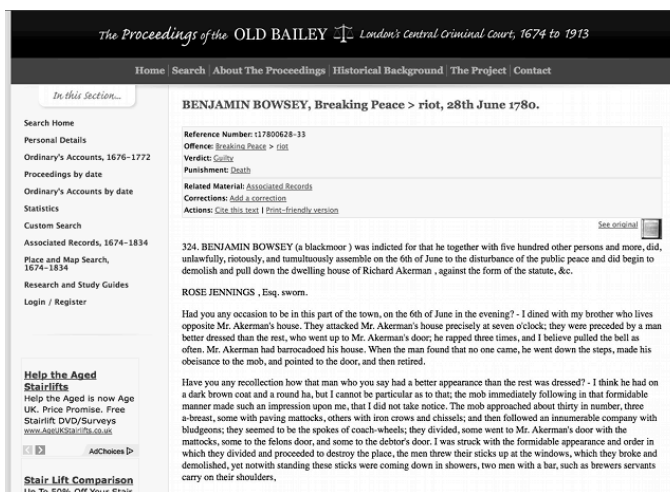 The Proceedings of the OLD BAILEY London's Central Criminal Court, 1674 to 1913
Home | Search | About The Proceedings | Historical Background | The Project | Contact
In this Section...
Search Home
Personal Details
Ordinary's Accounts, 1676-1772
Proceedings by date
Ordinary's Accounts by date
Statistics
Custom Search
Associated Records, 1674-1834
Place and Map Search,
1674-1834
Research and Study Guides
Login / Register
Help the Aged
Stairlifts
Help the Aged is now Age
UK. Price Promise. Free
Stairlift DVD/Surveys
www.AgeUKStairlifts.co.uk
AdChoices
Stair Lift Comparison
Up To 50% Off Your Stair
BENJAMIN BOWSEY, Breaking Peace > riot, 28th June 1780.
Reference Number: t17800628-33
Offence: Breaking Peace > riot
Verdict: Guilty
Punishment: Death
Related Material: Associated Records
Corrections: Add a correction
Actions: Cite this text | Print-friendly version
See original
324. BENJAMIN BOWSEY (a blackmoor ) was indicted for that he together with five hundred other persons and more, did,
unlawfully, riotously, and tumultuously assemble on the 6th of June to the disturbance of the public peace and did begin to
demolish and pull down the dwelling house of Richard Akerman , against the form of the statute, &c.
ROSE JENNINGS , Esq. sworn.
Had you any occasion to be in this part of the town, on the 6th of June in the evening? - I dined with my brother who lives
opposite Mr. Akerman's house. They attacked Mr. Akerman's house precisely at seven o'clock; they were preceded by a man
better dressed than the rest, who went up to Mr. Akerman's door; he rapped three times, and I believe pulled the bell as
often. Mr. Akerman had barrocadoed his house. When the man found that no one came, he went down the steps, made his
obeisance to the mob, and pointed to the door, and then retired.
Have you any recollection how that man who you say had a better appearance than the rest was dressed? - I think he had on
a dark brown coat and a round ha, but I cannot be particular as to that; the mob immediately following in that formidable
manner made such an impression upon me, that I did not take notice. The mob approached about thirty in number, three
a-breast, some with paving mattocks, others with iron crows and chissels; and then followed an innumerable company with
bludgeons; they seemed to be the spokes of coach-wheels; they divided, some went to Mr. Akerman's door with the
mattocks, some to the felons door, and some to the debtor's door. I was struck with the formidable appearance and order in
which they divided and proceeded to destroy the place, the men threw their sticks up at the windows, which they broke and
demolished, yet notwith standing these sticks were coming down in showers, two men with a bar, such as brewers servants
carry on their shoulders,